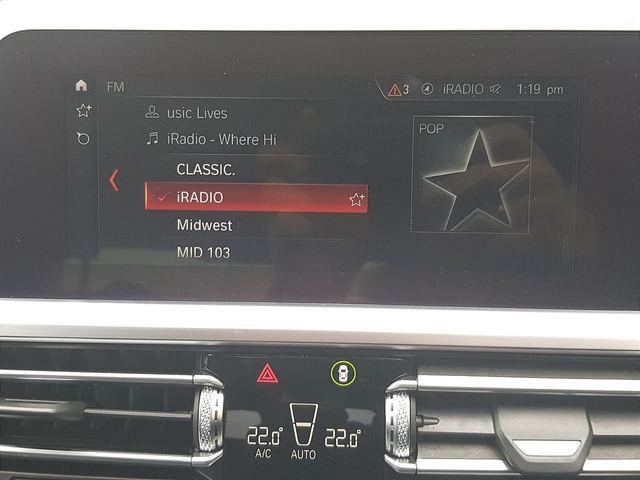 FM
3 iRADIO 1:19 pm
usic Lives
iRadio - Where Hi
CLASSIC.
iRADIO
Midwest
MID 103
POP
22.0° 22.0°
A/C AUTO